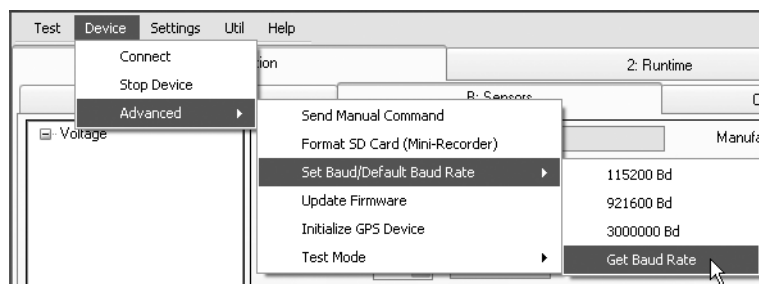 Test Device Settings Util Help
Connect
Stop Device
Advanced
2: Runtime
B: Sensors
Voltage
Send Manual Command
Format SD Card (Mini-Recorder)
Set Baud/Default Baud Rate
Update Firmware
Initialize GPS Device
Test Mode
115200 Bd
921600 Bd
3000000 Bd
Get Baud Rate